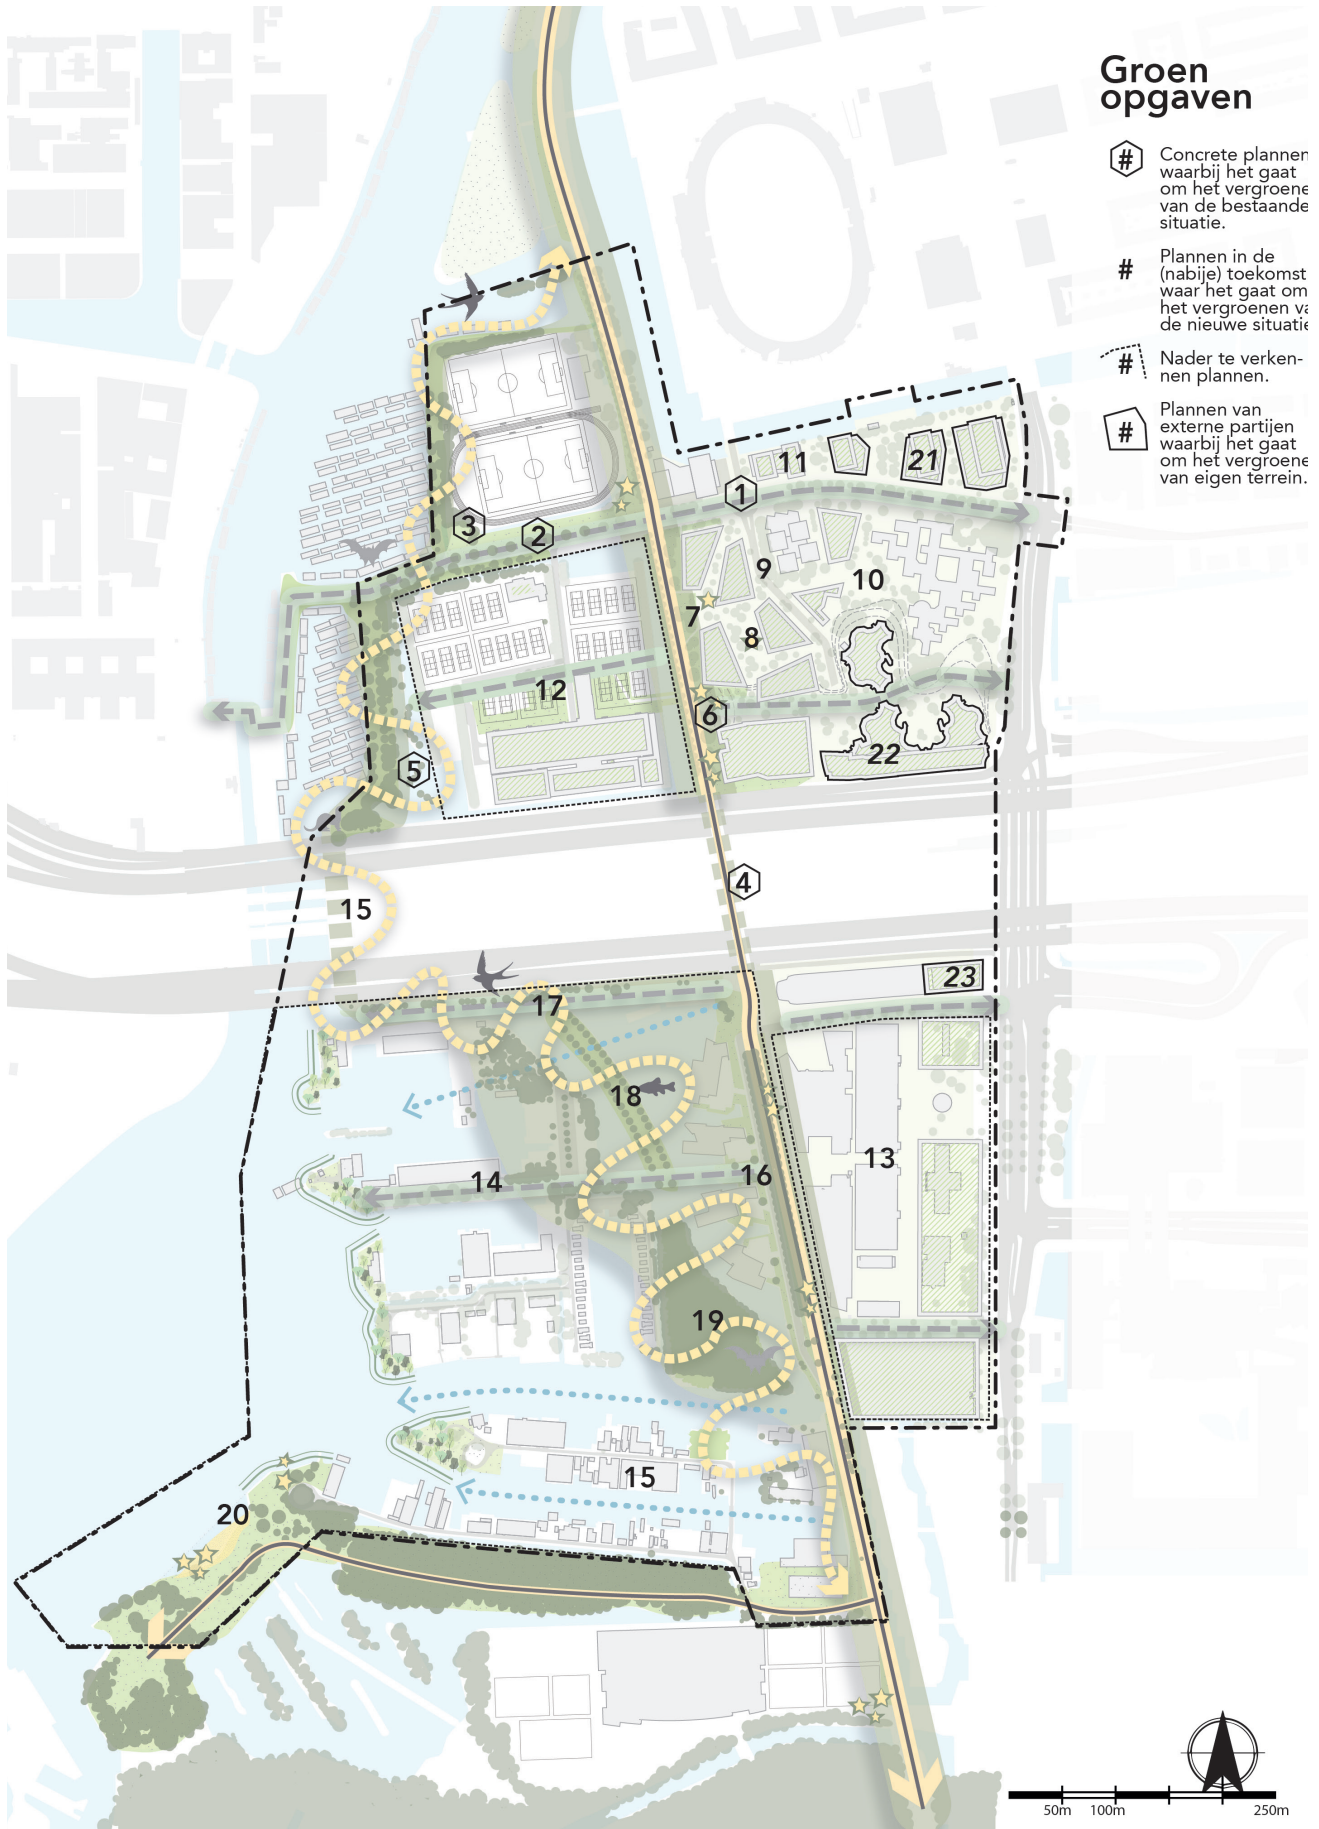 Groen
opgaven
# Concrete plannen
waarbij het gaat
om het vergroene
van de bestaande
situatie.
# Plannen in de
(nabije) toekomst
waar het gaat om
het vergroenen va
de nieuwe situatie
# Nader te verken-
nen plannen.
# Plannen van
externe partijen
waarbij het gaat
om het vergroene
van eigen terrein.
11
21
1
3
2
9
10
7
8
12
6
22
5
4
15
23
17
18
13
16
14
19
15
20
50m 100m 250m